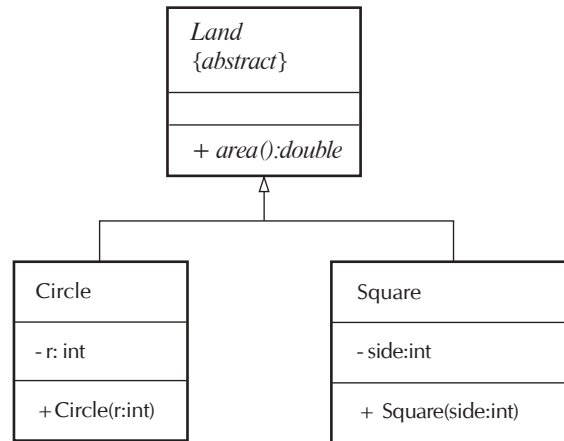 Land
{abstract}
+ area():double
Circle
- r: int
+ Circle(r:int)
Square
- side:int
+ Square(side:int)